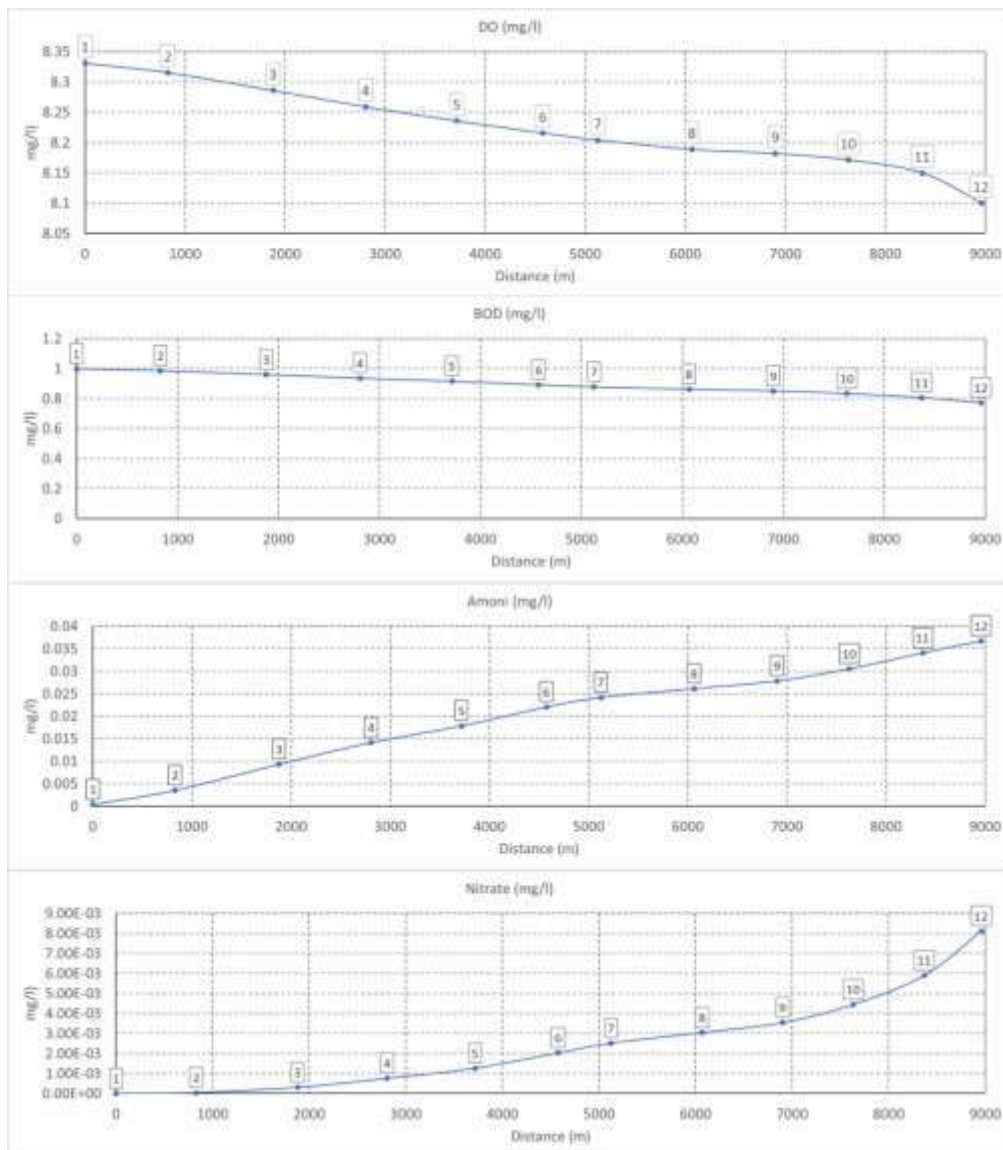 DO (mg/l)
8.35
8.3
8.25
8.2
8.15
8.1
8.05
mg/l
1
2
3
4
5
6
7
8
9
10
11
12
0 1000 2000 3000 4000 5000 6000 7000 8000 9000
Distance (m)
BOD (mg/l)
1.2
1
0.8
0.6
0.4
0.2
0
mg/l
1
2
3
4
5
6
7
8
9
10
11
12
0 1000 2000 3000 4000 5000 6000 7000 8000 9000
Distance (m)
Amoni (mg/l)
0.04
0.035
0.03
0.025
0.02
0.015
0.01
0.005
0
mg/l
1
2
3
4
5
6
7
8
9
10
11
12
0 1000 2000 3000 4000 5000 6000 7000 8000 9000
Distance (m)
Nitrate (mg/l)
9.00E-03
8.00E-03
7.00E-03
6.00E-03
5.00E-03
4.00E-03
3.00E-03
2.00E-03
1.00E-03
0.00E+00
mg/l
1
2
3
4
5
6
7
8
9
10
11
12
0 1000 2000 3000 4000 5000 6000 7000 8000 9000
Distance (m)